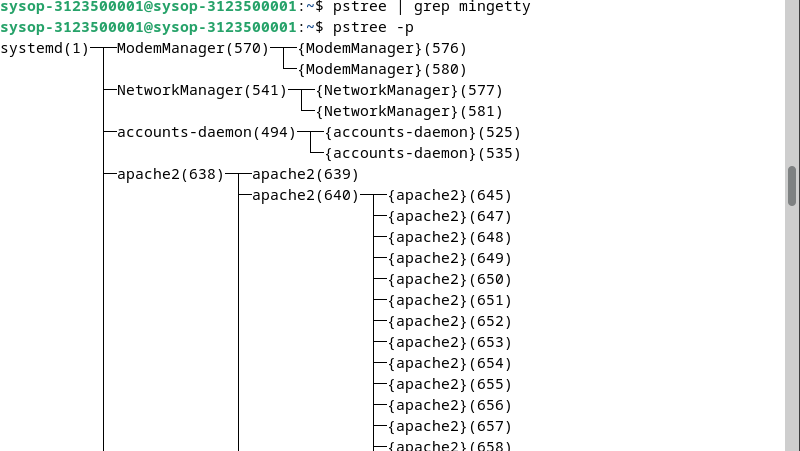 sysop-3123500001@sysop-3123500001:~$ pstree | grep mingetty
sysop-3123500001@sysop-3123500001:~$ pstree -p
systemd(1)─┬─ModemManager(570)─┬─{ModemManager}(576)
└─{ModemManager}(580)
├─NetworkManager(541)─┬─{NetworkManager}(577)
└─{NetworkManager}(581)
├─accounts-daemon(494)─┬─{accounts-daemon}(525)
└─{accounts-daemon}(535)
├─apache2(638)─┬─apache2(639)
├─apache2(640)─┬─{apache2}(645)
├─{apache2}(647)
├─{apache2}(648)
├─{apache2}(649)
├─{apache2}(650)
├─{apache2}(651)
├─{apache2}(652)
├─{apache2}(653)
├─{apache2}(654)
├─{apache2}(655)
├─{apache2}(656)
├─{apache2}(657)
├─{apache2}(658)